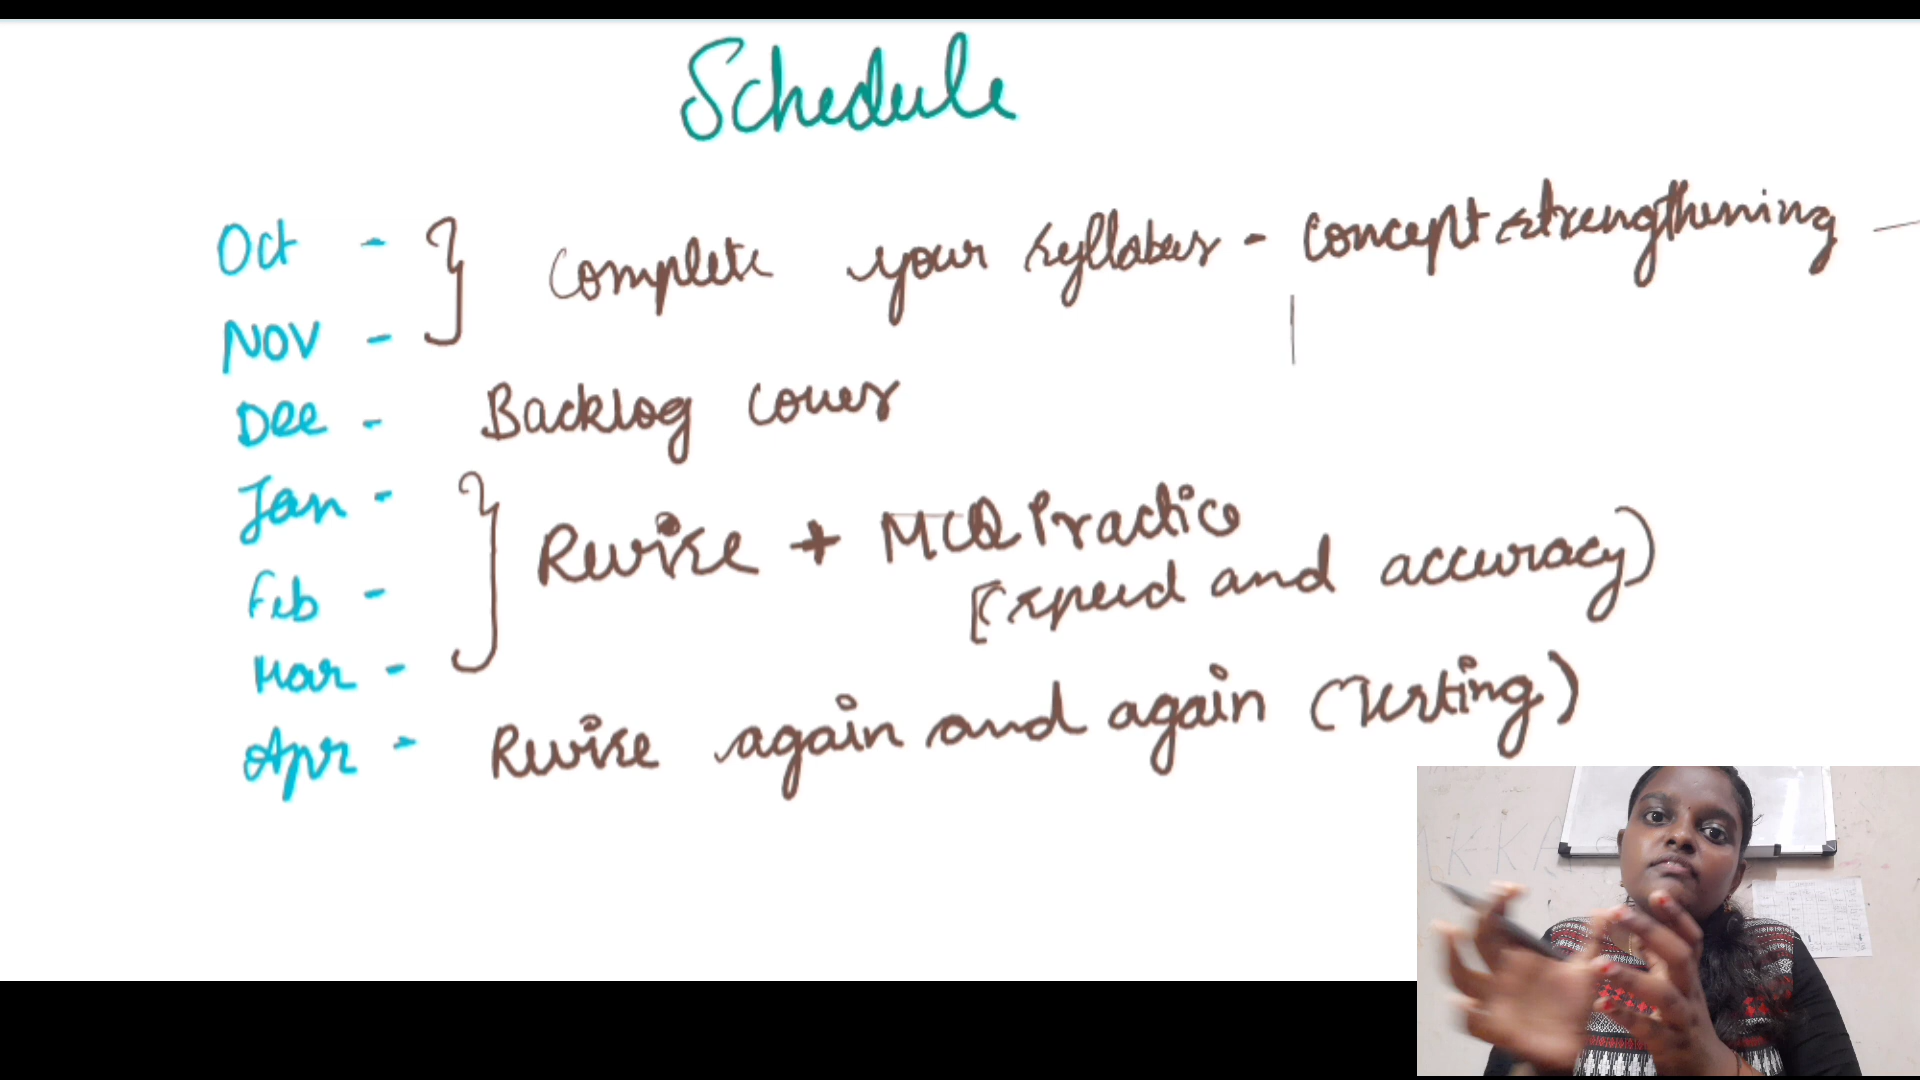 Schedule
Oct - } Complete your syllabus - concept strengthening -
Nov -
Dec - Backlog cover
Jan - } Revise + MCQ Practice
Feb - [(speed and accuracy)
Mar -
Apr - Revise again and again (Testing)
AKKA